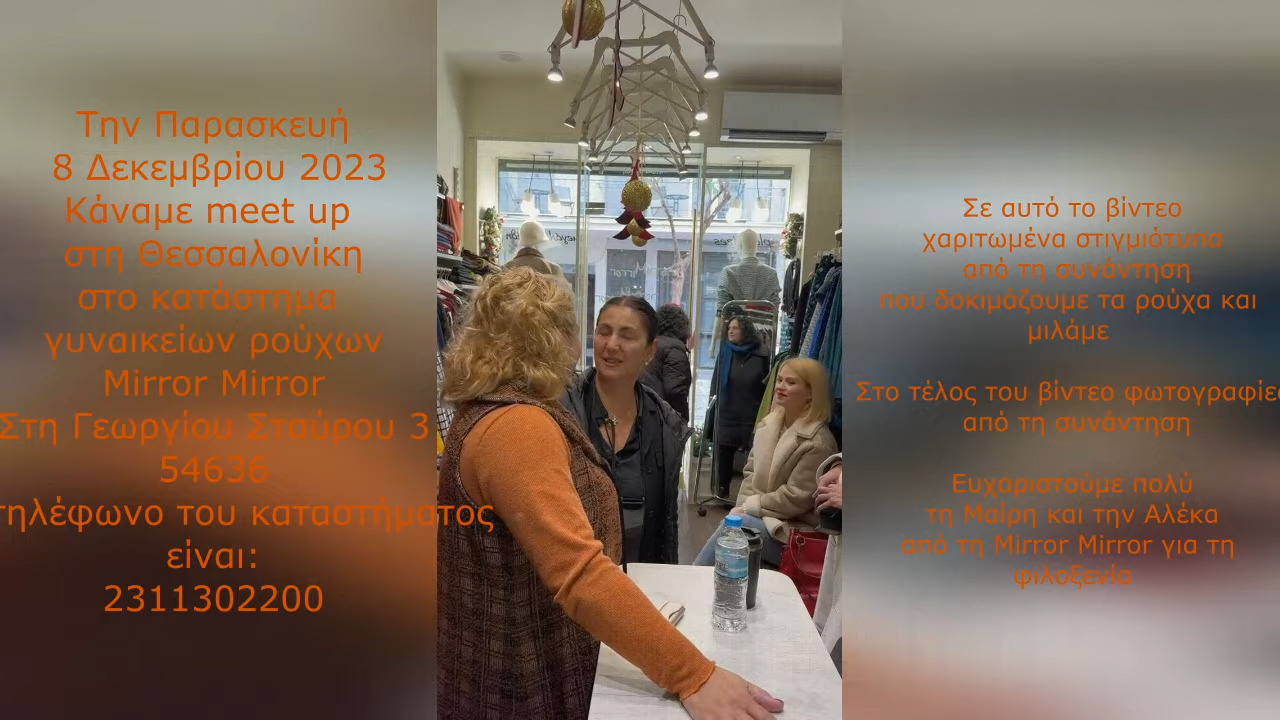 Την Παρασκευή
8 Δεκεμβρίου 2023
Κάναμε meet up
στη Θεσσαλονίκη
στο κατάστημα
γυναικείων ρούχων
Mirror Mirror
Στη Γεωργίου Σταύρου 3
54636
τηλέφωνο του καταστήματος
είναι:
2311302200
Σε αυτό το βίντεο
χαριτωμένα στιγμιότυπα
από τη συνάντηση
που δοκιμάζουμε τα ρούχα και
μιλάμε
Στο τέλος του βίντεο φωτογραφίες
από τη συνάντηση
Ευχαριστούμε πολύ
τη Μαίρη και την Αλέκα
από τη Mirror Mirror για τη
φιλοξενία